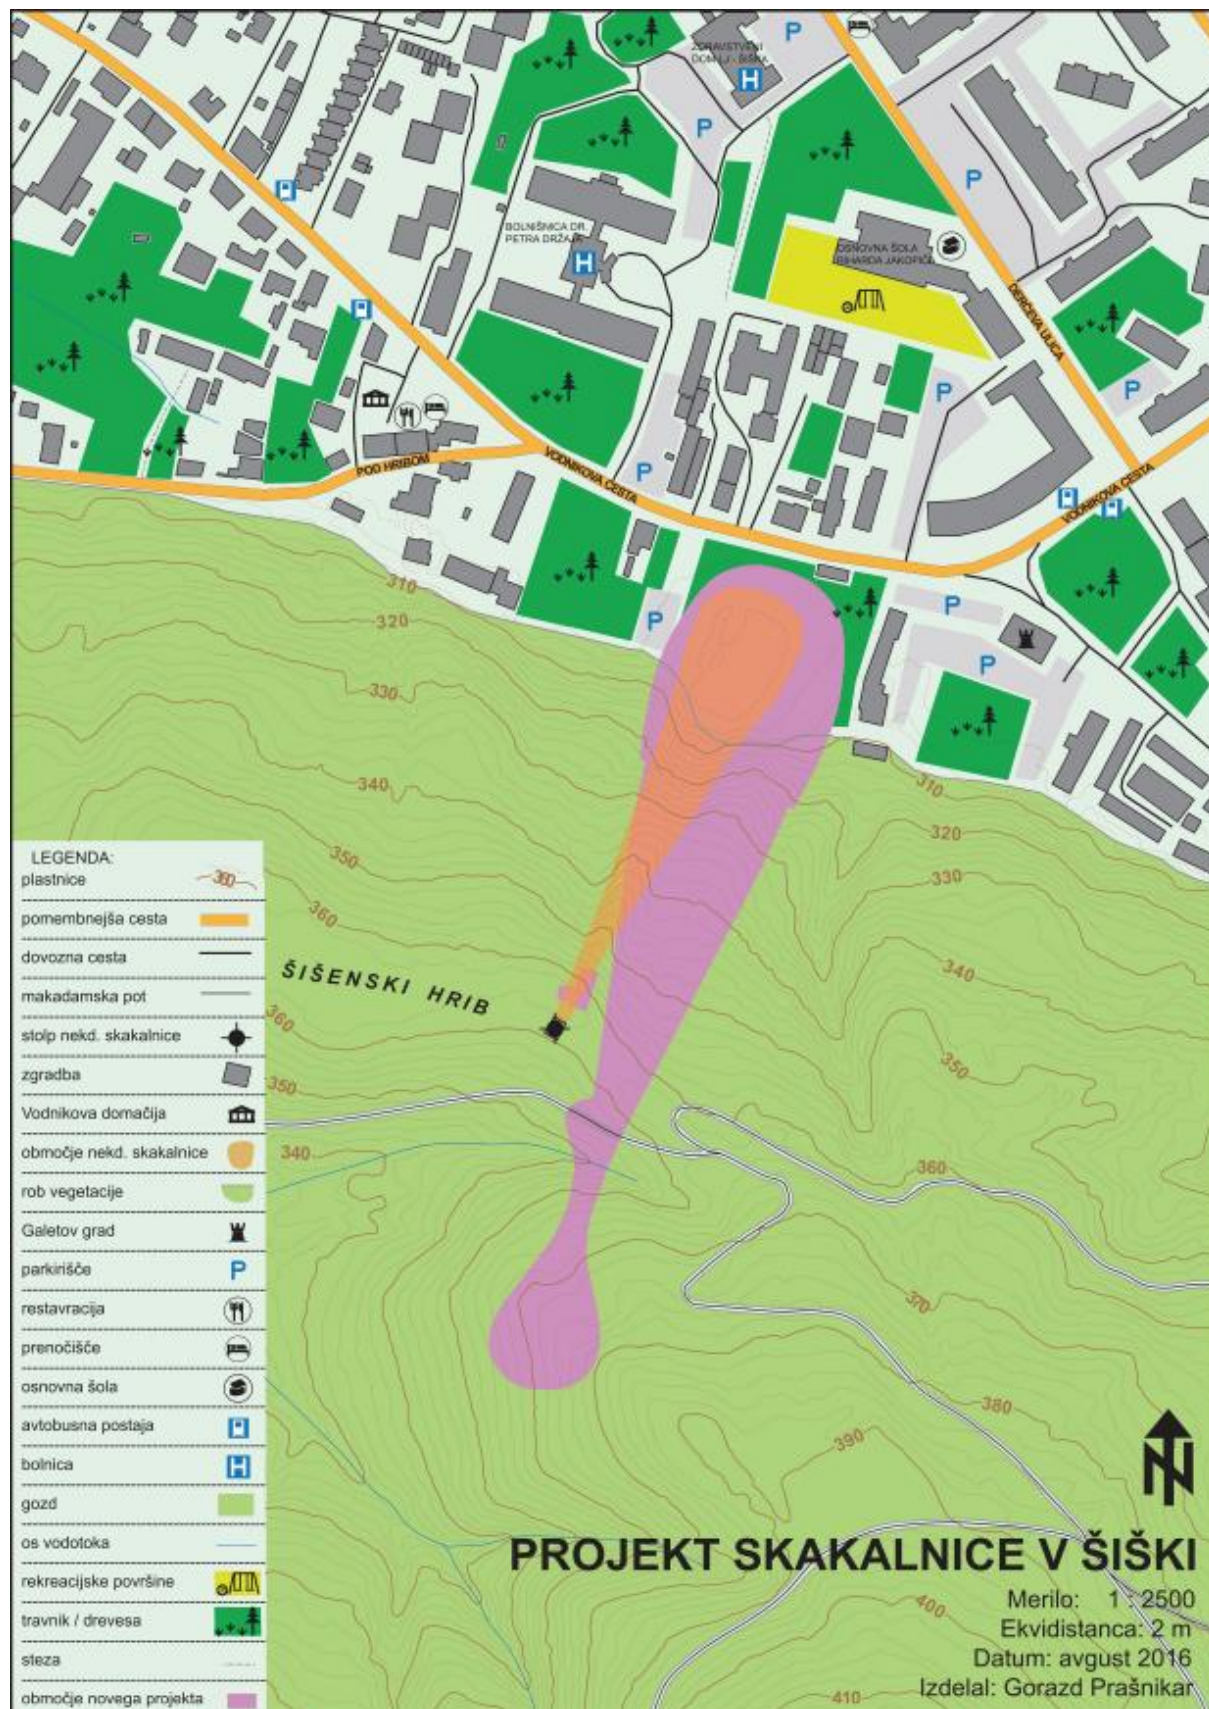 ZDRAVSTVENI
DOM LJ - ŠIŠKA
H
P
P
P
BOLNIŠNICA DR.
PETRA DRŽAJA
H
OSNOVNA ŠOLA
RIHARDA JAKOPIČA
DERČEVA ULICA
P
P
POD HRIBOM
VODNIKOVA CESTA
P
VODNIKOVA CESTA
310
320
330
P
P
P
340
350
360
310
320
330
340
350
ŠIŠENSKI HRIB
360
350
340
360
370
380
390
400
410
LEGENDA:
plastnice 360
pomembnejša cesta
dovozna cesta
makadamska pot
stolp nekd. skakalnice
zgradba
Vodnikova domačija
območje nekd. skakalnice
rob vegetacije
Galetov grad
parkirišče P
restavracija
prenočišče
osnovna šola
avtobusna postaja
bolnica H
gozd
os vodotoka
rekreacijske površine
travnik / drevesa
steza
območje novega projekta
N
PROJEKT SKAKALNICE V ŠIŠKI
Merilo: 1 : 2500
Ekvidistanca: 2 m
Datum: avgust 2016
Izdelal: Gorazd Prašnikar